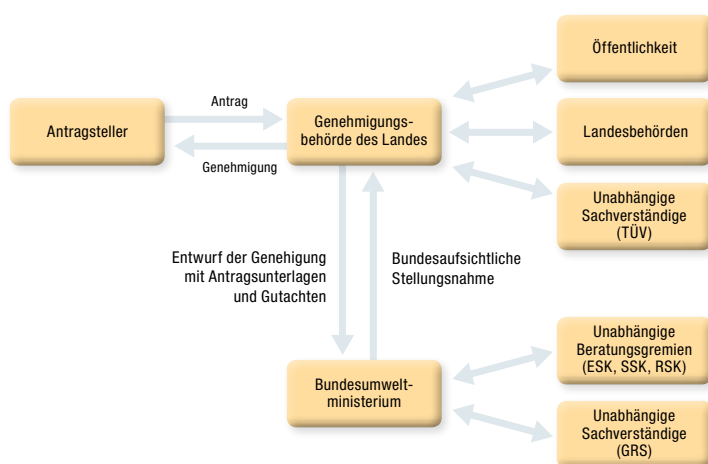 Öffentlichkeit
Antrag
Antragsteller
Genehmigungs-
behörde des Landes
Landesbehörden
Genehmigung
Unabhängige
Sachverständige
(TÜV)
Entwurf der Genehigung
mit Antragsunterlagen
und Gutachten
Bundesaufsichtliche
Stellungsnahme
Unabhängige
Beratungsgremien
(ESK, SSK, RSK)
Bundesumwelt-
ministerium
Unabhängige
Sachverständige
(GRS)